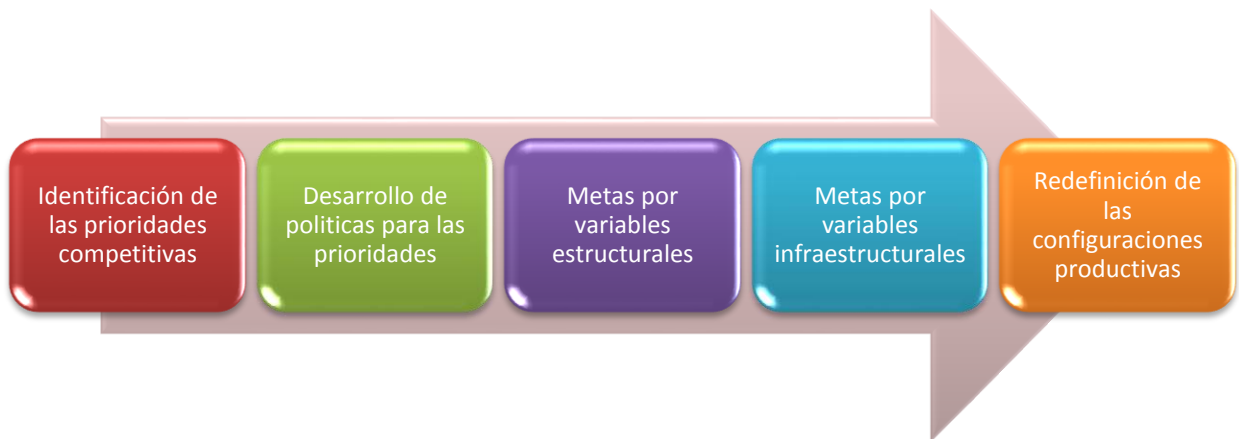 Identificación de
las prioridades
competitivas
Desarrollo de
politicas para las
prioridades
Metas por
variables
estructurales
Metas por
variables
infraestructurales
Redefinición de
las
configuraciones
productivas